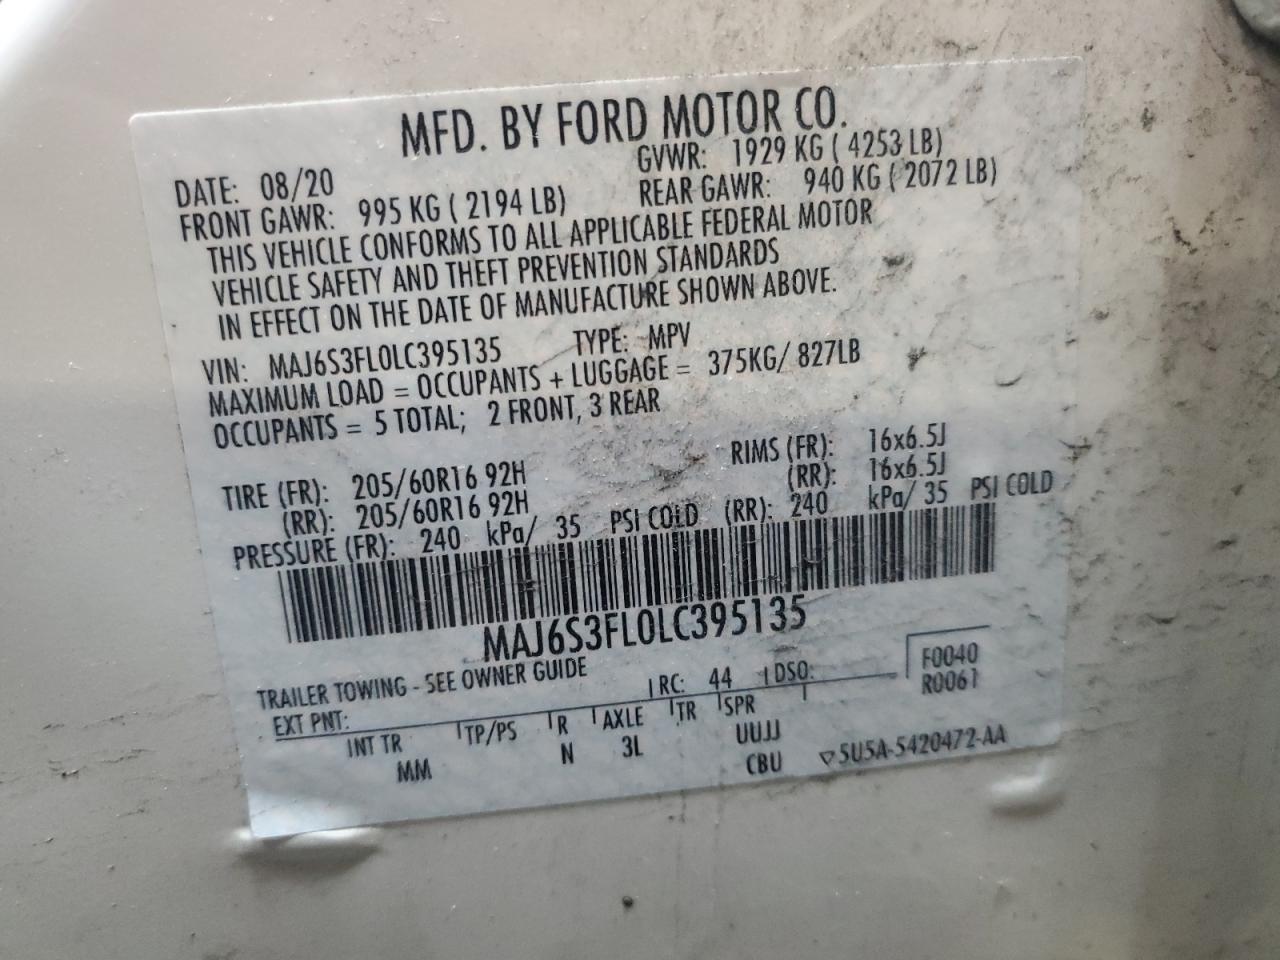 MFD. BY FORD MOTOR CO.
DATE: 08/20 GVWR: 1929 KG ( 4253 LB)
FRONT GAWR: 995 KG ( 2194 LB) REAR GAWR: 940 KG ( 2072 LB)
THIS VEHICLE CONFORMS TO ALL APPLICABLE FEDERAL MOTOR
VEHICLE SAFETY AND THEFT PREVENTION STANDARDS
IN EFFECT ON THE DATE OF MANUFACTURE SHOWN ABOVE.
VIN: MAJ6S3FL0LC395135 TYPE: MPV
MAXIMUM LOAD = OCCUPANTS + LUGGAGE = 375KG/ 827LB
OCCUPANTS = 5 TOTAL; 2 FRONT, 3 REAR
TIRE (FR): 205/60R16 92H RIMS (FR): 16x6.5J
(RR): 205/60R16 92H (RR): 16x6.5J
PRESSURE (FR): 240 kPa/ 35 PSI COLD (RR): 240 kPa/ 35 PSI COLD
MAJ6S3FL0LC395135
TRAILER TOWING - SEE OWNER GUIDE
EXT PNT: RC: 44 DSO: F0040
R0061
INT TR TP/PS R AXLE TR SPR
MM N 3L UUJJ
CBU 5U5A-5420472-AA